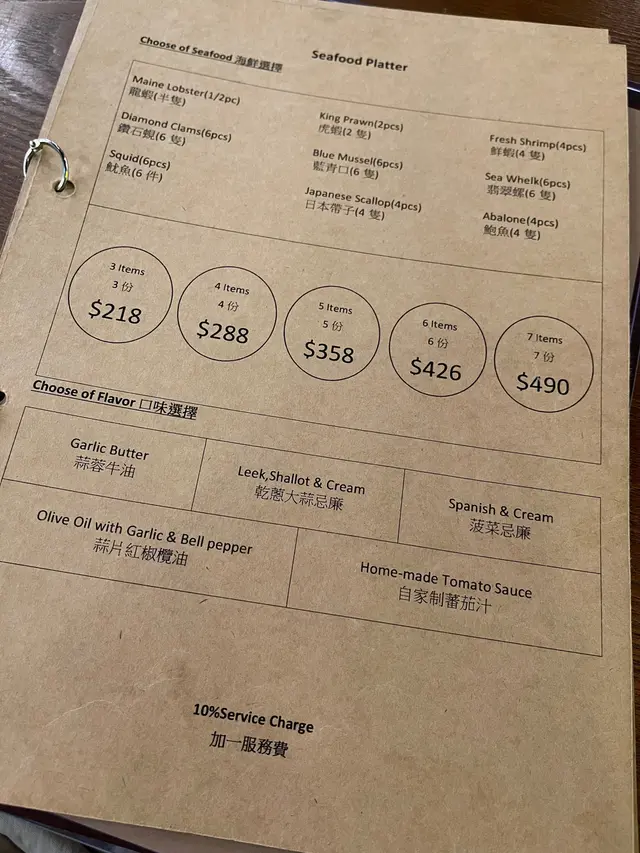 Seafood Platter
Choose of Seafood 海鮮選擇
Maine Lobster(1/2pc)
龍蝦(半隻)
King Prawn(2pcs)
虎蝦(2 隻)
Fresh Shrimp(4pcs)
鮮蝦(4 隻)
Diamond Clams(6pcs)
鑽石蜆(6 隻)
Blue Mussel(6pcs)
藍青口(6 隻)
Sea Whelk(6pcs)
翡翠螺(6 隻)
Squid(6pcs)
魷魚(6 件)
Japanese Scallop(4pcs)
日本帶子(4 隻)
Abalone(4pcs)
鮑魚(4 隻)
3 Items
3 份
$218
4 Items
4 份
$288
5 Items
5 份
$358
6 Items
6 份
$426
7 Items
7 份
$490
Choose of Flavor 口味選擇
Garlic Butter
蒜蓉牛油
Leek,Shallot & Cream
乾蔥大蒜忌廉
Spanish & Cream
菠菜忌廉
Olive Oil with Garlic & Bell pepper
蒜片紅椒欖油
Home-made Tomato Sauce
自家制蕃茄汁
10%Service Charge
加一服務費